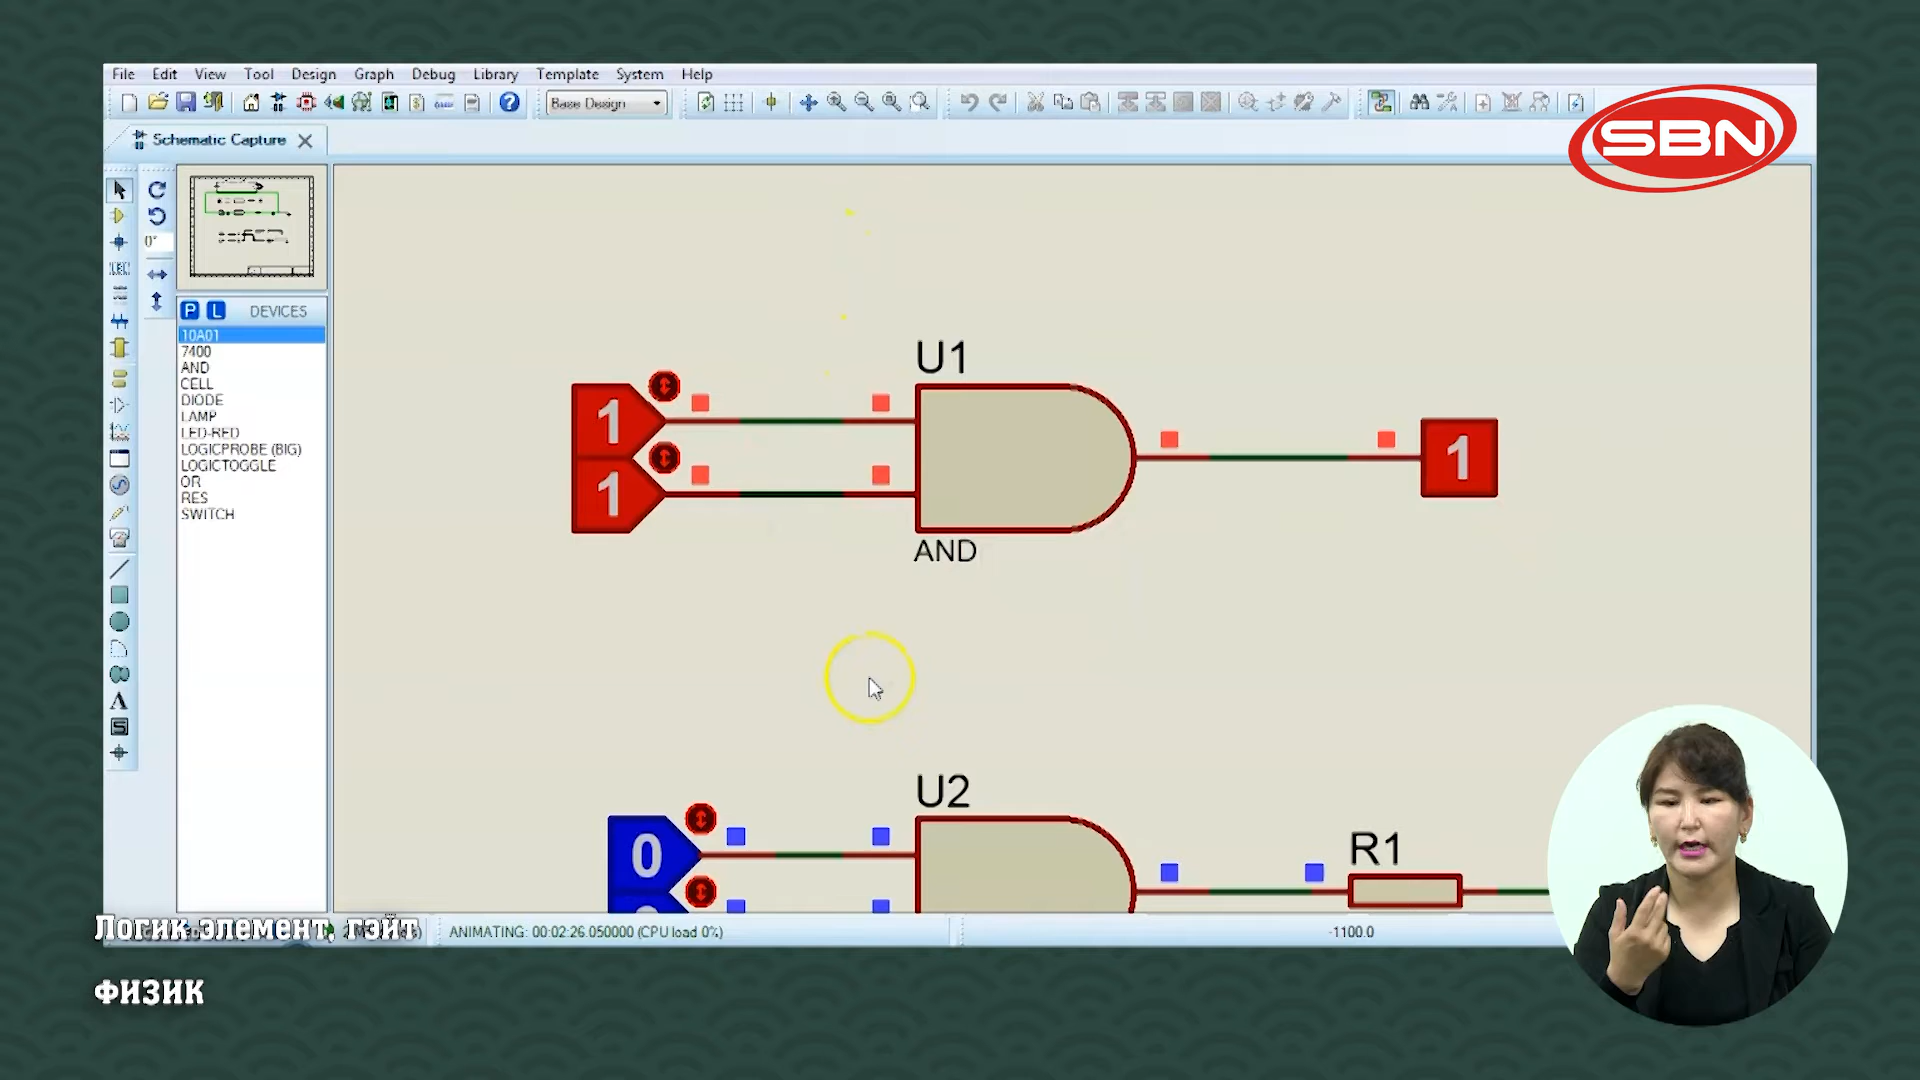 File Edit View Tool Design Graph Debug Library Template System Help
Base Design
SBN
Schematic Capture
0°
P L DEVICES
10A01
7400
AND
CELL
DIODE
LAMP
LED-RED
LOGICPROBE (BIG)
LOGICTOGGLE
OR
RES
SWITCH
U1
1
1
1
AND
U2
0
R1
Логик элемент, гэйт
ANIMATING: 00:02:26.050000 (CPU load 0%)
-1100.0
ФИЗИК